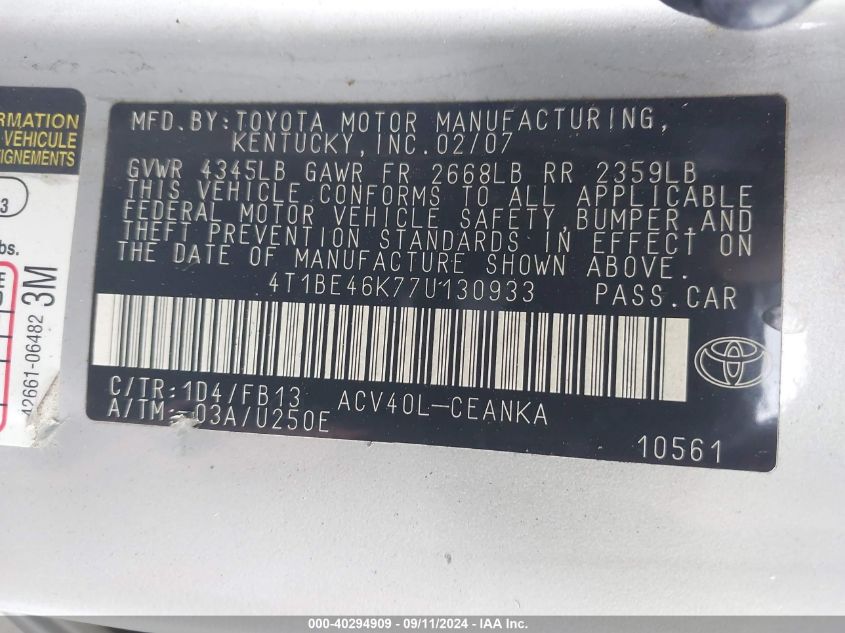 ORMATION
VEHICLE
IGNEMENTS
3
bs.
42661-06482 3M
MFD.BY:TOYOTA MOTOR MANUFACTURING,
KENTUCKY,INC.02/07
GVWR 4345LB GAWR FR 2668LB RR 2359LB
THIS VEHICLE CONFORMS TO ALL APPLICABLE
FEDERAL MOTOR VEHICLE SAFETY,BUMPER,AND
THEFT PREVENTION STANDARDS IN EFFECT ON
THE DATE OF MANUFACTURE SHOWN ABOVE.
4T1BE46K77U130933 PASS.CAR
C/TR:1D4/FB13 ACV40L-CEANKA
A/TM:-03A/U250E
10561
TOYOTA
000-40294909 - 09/11/2024 - IAA Inc.